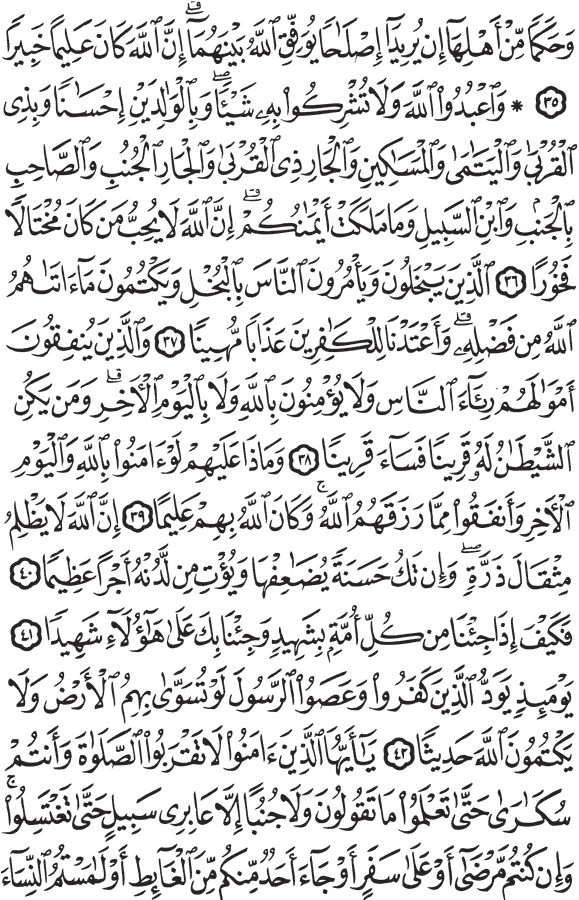 وَحَكَمًا مِّنْ أَهْلِهَآ إِن يُرِيدَآ إِصْلَٰحًا يُوَفِّقِ ٱللَّهُ بَيْنَهُمَآ ۗ إِنَّ ٱللَّهَ كَانَ عَلِيمًا خَبِيرًا
٣٥ * وَٱعْبُدُوا۟ ٱللَّهَ وَلَا تُشْرِكُوا۟ بِهِۦ شَيْـًٔا ۖ وَبِٱلْوَٰلِدَيْنِ إِحْسَٰنًا وَبِذِى
ٱلْقُرْبَىٰ وَٱلْيَتَٰمَىٰ وَٱلْمَسَٰكِينِ وَٱلْجَارِ ذِى ٱلْقُرْبَىٰ وَٱلْجَارِ ٱلْجُنُبِ وَٱلصَّاحِبِ
بِٱلْجَنۢبِ وَٱبْنِ ٱلسَّبِيلِ وَمَا مَلَكَتْ أَيْمَٰنُكُمْ ۗ إِنَّ ٱللَّهَ لَا يُحِبُّ مَن كَانَ مُخْتَالًا
فَخُورًا ٣٦ ٱلَّذِينَ يَبْخَلُونَ وَيَأْمُرُونَ ٱلنَّاسَ بِٱلْبُخْلِ وَيَكْتُمُونَ مَآ ءَاتَىٰهُمُ
ٱللَّهُ مِن فَضْلِهِۦ ۗ وَأَعْتَدْنَا لِلْكَٰفِرِينَ عَذَابًا مُّهِينًا ٣٧ وَٱلَّذِينَ يُنفِقُونَ
أَمْوَٰلَهُمْ رِئَآءَ ٱلنَّاسِ وَلَا يُؤْمِنُونَ بِٱللَّهِ وَلَا بِٱلْيَوْمِ ٱلْءَاخِرِ ۗ وَمَن يَكُنِ
ٱلشَّيْطَٰنُ لَهُۥ قَرِينًا فَسَآءَ قَرِينًا ٣٨ وَمَاذَا عَلَيْهِمْ لَوْ ءَامَنُوا۟ بِٱللَّهِ وَٱلْيَوْمِ
ٱلْءَاخِرِ وَأَنفَقُوا۟ مِمَّا رَزَقَهُمُ ٱللَّهُ ۚ وَكَانَ ٱللَّهُ بِهِمْ عَلِيمًا ٣٩ إِنَّ ٱللَّهَ لَا يَظْلِمُ
مِثْقَالَ ذَرَّةٍ ۖ وَإِن تَكُ حَسَنَةً يُضَٰعِفْهَا وَيُؤْتِ مِن لَّدُنْهُ أَجْرًا عَظِيمًا ٤٠
فَكَيْفَ إِذَا جِئْنَا مِن كُلِّ أُمَّةٍۭ بِشَهِيدٍ وَجِئْنَا بِكَ عَلَىٰ هَٰٓؤُلَآءِ شَهِيدًا ٤١
يَوْمَئِذٍ يَوَدُّ ٱلَّذِينَ كَفَرُوا۟ وَعَصَوُا۟ ٱلرَّسُولَ لَوْ تُسَوَّىٰ بِهِمُ ٱلْأَرْضُ وَلَا
يَكْتُمُونَ ٱللَّهَ حَدِيثًا ٤٢ يَٰٓأَيُّهَا ٱلَّذِينَ ءَامَنُوا۟ لَا تَقْرَبُوا۟ ٱلصَّلَوٰةَ وَأَنتُمْ
سُكَٰرَىٰ حَتَّىٰ تَعْلَمُوا۟ مَا تَقُولُونَ وَلَا جُنُبًا إِلَّا عَابِرِى سَبِيلٍ حَتَّىٰ تَغْتَسِلُوا۟ ۚ
وَإِن كُنتُم مَّرْضَىٰٓ أَوْ عَلَىٰ سَفَرٍ أَوْ جَآءَ أَحَدٌ مِّنكُم مِّنَ ٱلْغَآئِطِ أَوْ لَٰمَسْتُمُ ٱلنِّسَآءَ